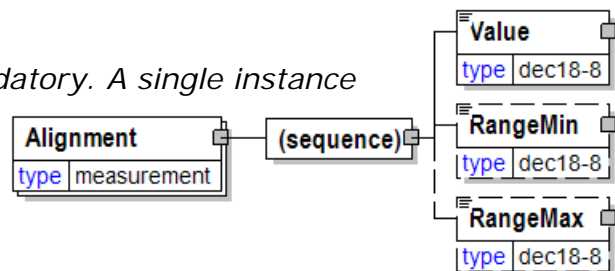 Value
type dec18-8
datory. A single instance
Alignment
type measurement
(sequence)
RangeMin
type dec18-8
RangeMax
type dec18-8